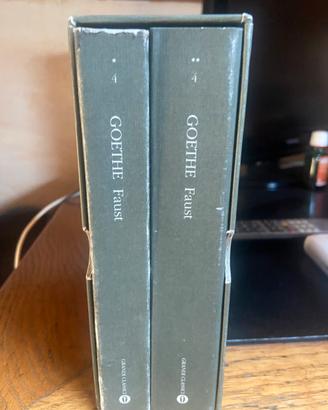 *
4
GOETHE Faust
GRANDI CLASSICI
**
4
GOETHE Faust
GRANDI CLASSICI